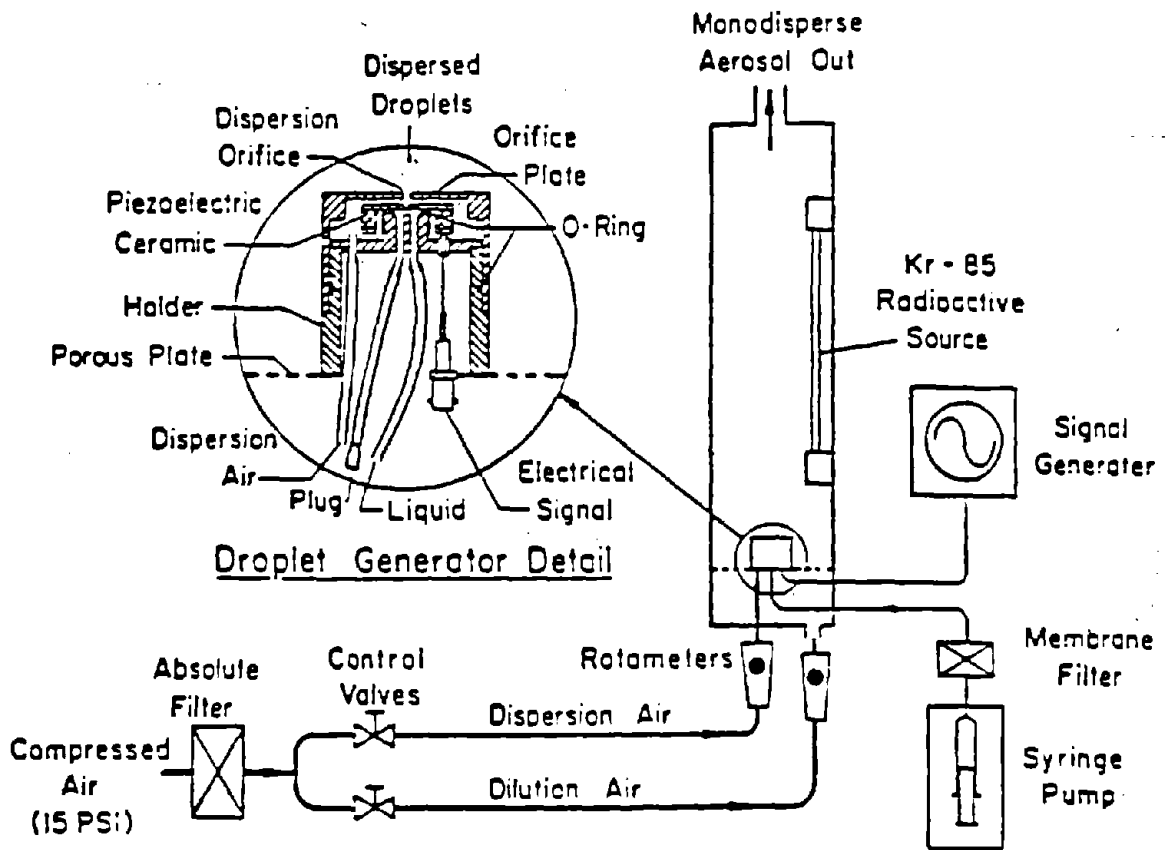 Monodisperse
Aerosol Out
Dispersed
Droplets
Dispersion
Orifice
Orifice
Plate
Piezoelectric
Ceramic
O-Ring
Kr - 85
Radioactive
Source
Holder
Porous Plate
Dispersion
Air
Plug
Liquid
Electrical
Signal
Signal
Generater
Droplet Generator Detail
Absolute
Filter
Control
Valves
Rotameters
Membrane
Filter
Dispersion Air
Compressed
Air
(15 PSi)
Dilution Air
Syringe
Pump